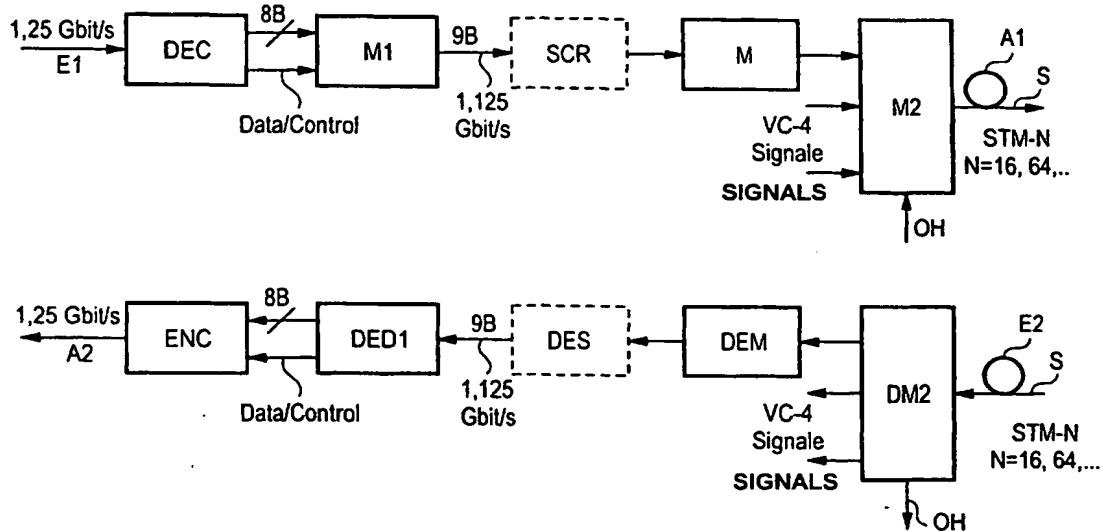 1,25 Gbit/s
E1
DEC
8B
Data/Control
M1
9B
1,125
Gbit/s
SCR
M
VC-4
Signale
SIGNALS
M2
OH
A1
S
STM-N
N=16, 64,..
1,25 Gbit/s
A2
ENC
8B
Data/Control
DED1
9B
1,125
Gbit/s
DES
DEM
VC-4
Signale
SIGNALS
DM2
OH
E2
S
STM-N
N=16, 64,...